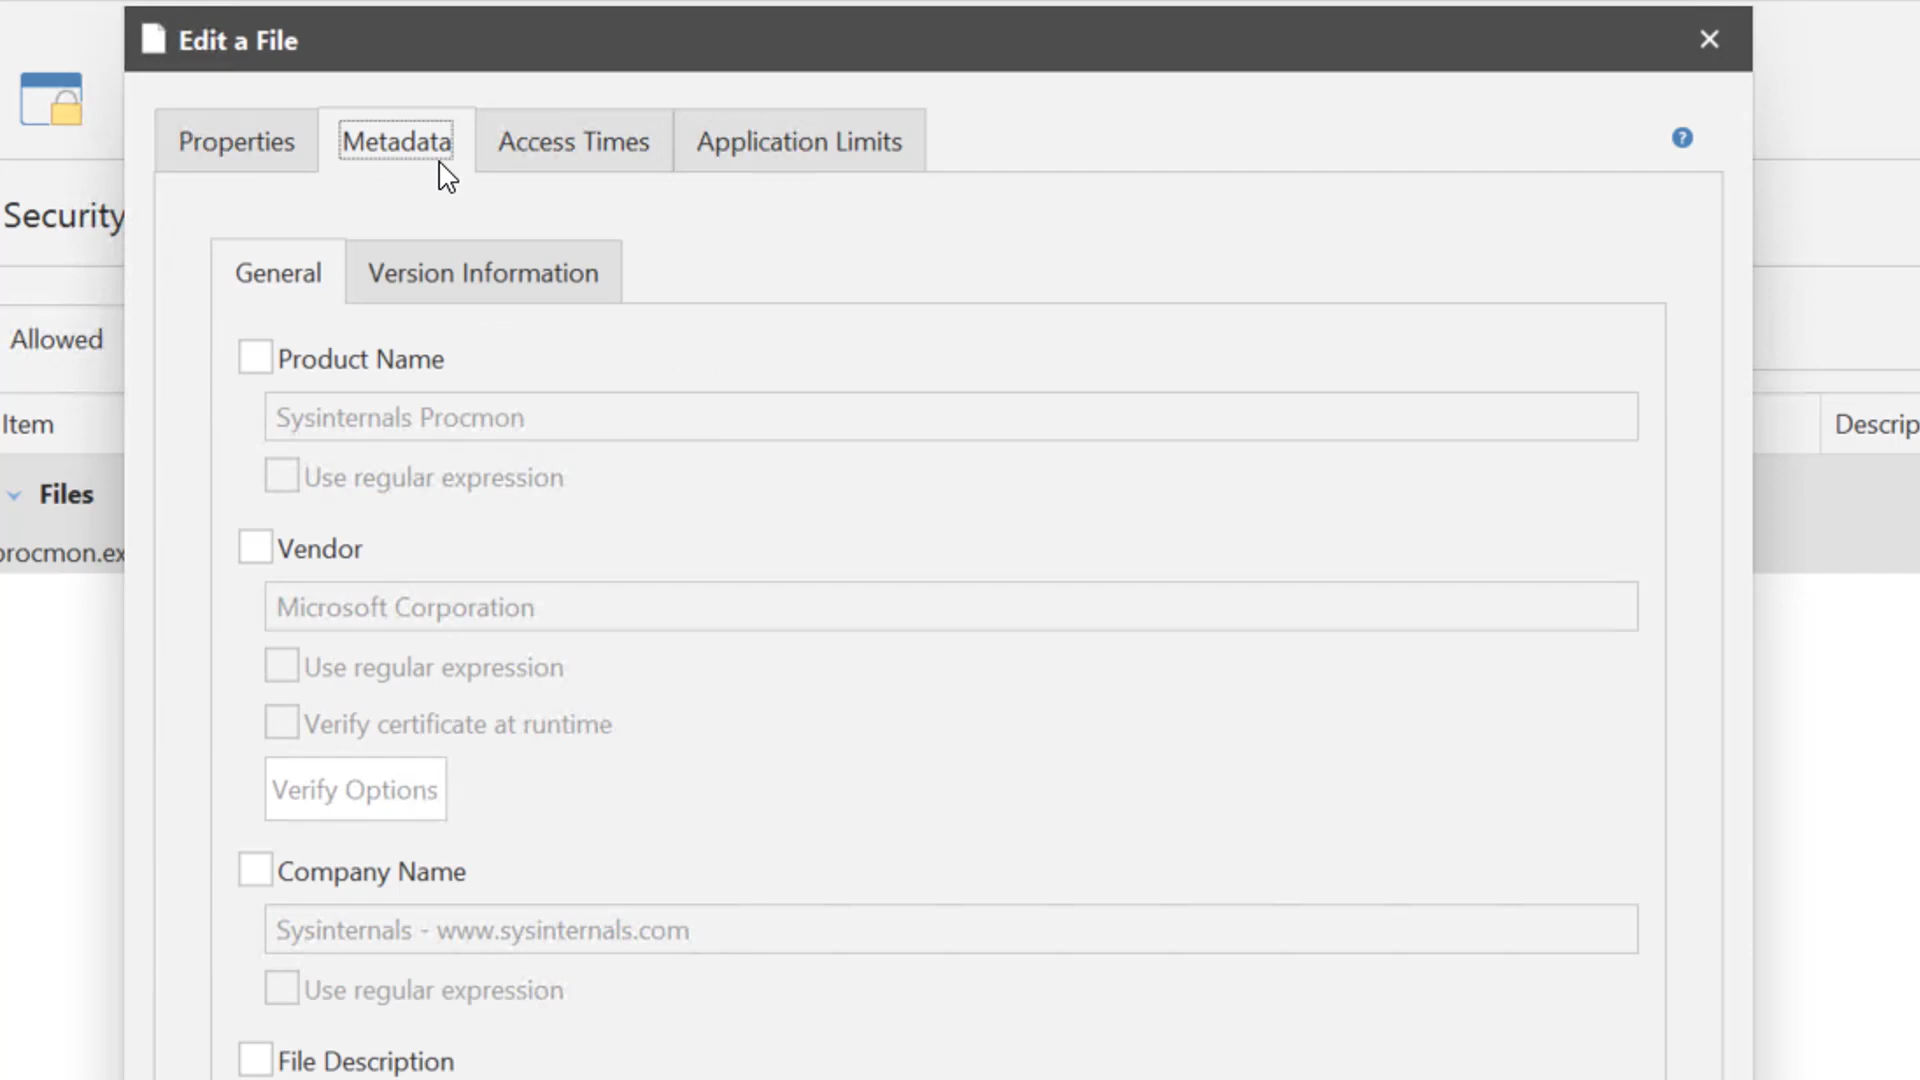 Edit a File
Properties
Metadata
Access Times
Application Limits
?
Security
General
Version Information
Allowed
Product Name
Sysinternals Procmon
Item
Descrip
Use regular expression
Files
procmon.ex
Vendor
Microsoft Corporation
Use regular expression
Verify certificate at runtime
Verify Options
Company Name
Sysinternals - www.sysinternals.com
Use regular expression
File Description